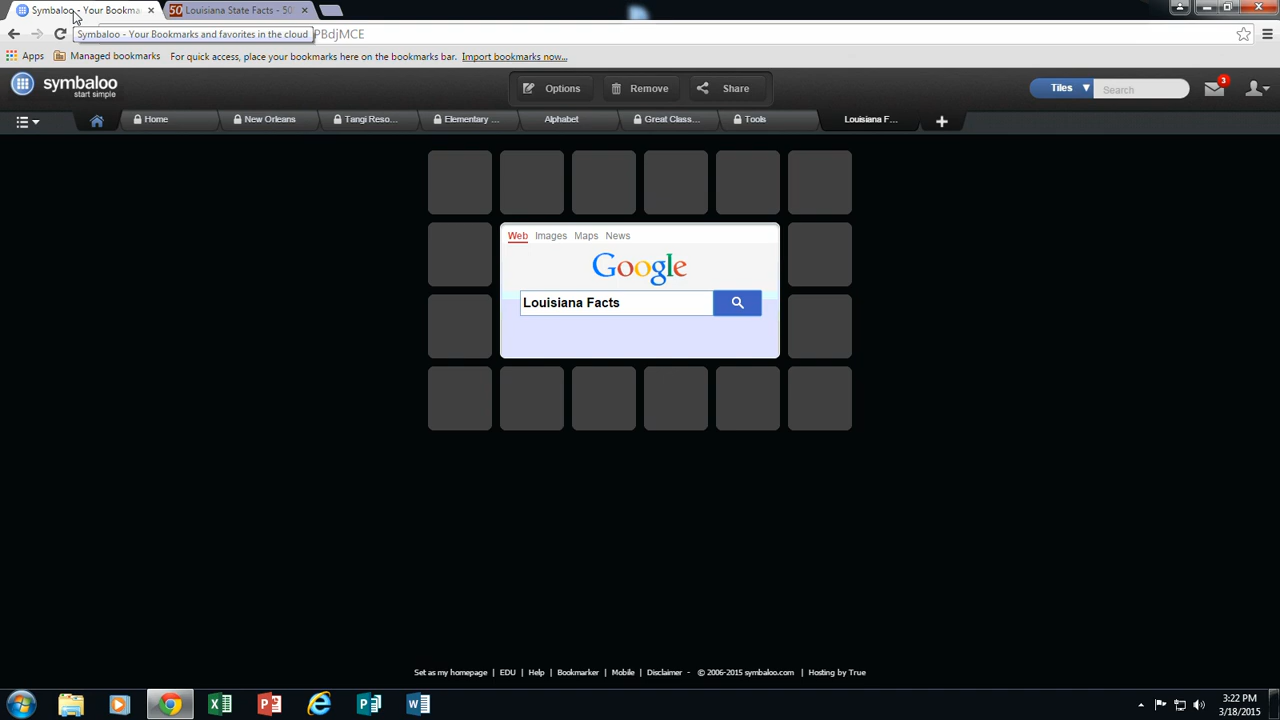 Symbaloo - Your Bookma
50 Louisiana State Facts - 50
Symbaloo - Your Bookmarks and favorites in the cloud
PBdjMCE
Apps Managed bookmarks For quick access, place your bookmarks here on the bookmarks bar. Import bookmarks now...
symbaloo
start simple
Options Remove Share
Tiles Search 3
Home New Orleans Tangi Reso... Elementary ... Alphabet Great Class... Tools Louisiana F... +
Web Images Maps News
Google
Louisiana Facts
Set as my homepage | EDU | Help | Bookmarker | Mobile | Disclaimer - © 2006-2015 symbaloo.com | Hosting by True
3:22 PM
3/18/2015